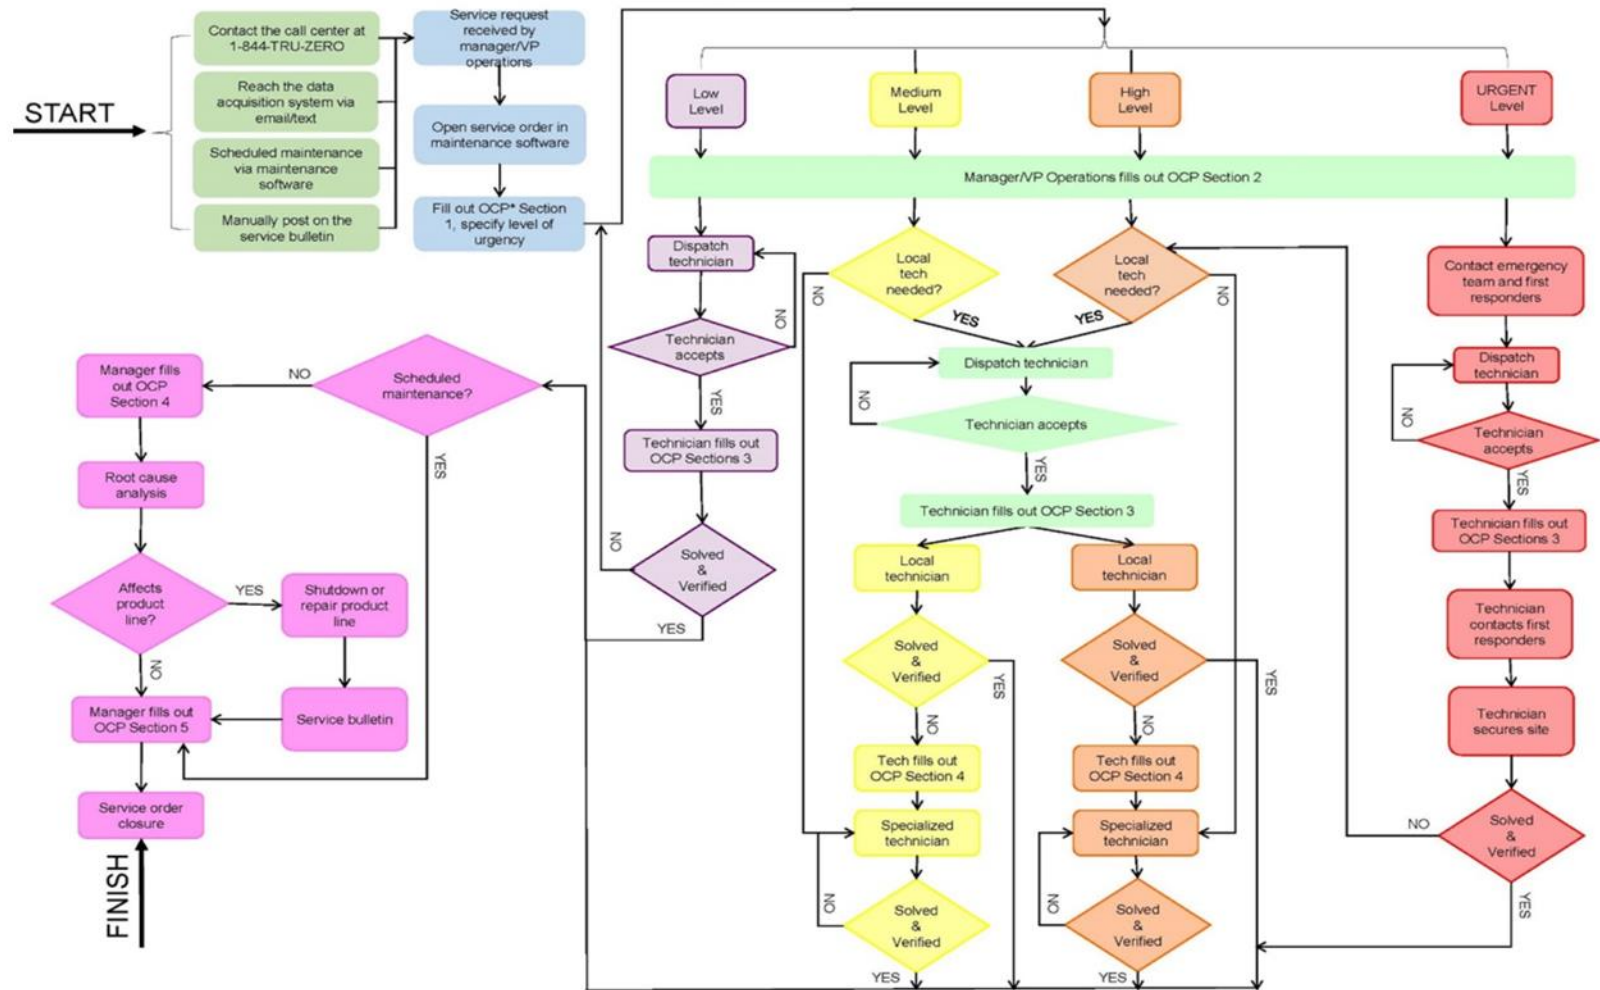 START
Contact the call center at
1-844-TRU-ZERO
Reach the data
acquisition system via
email/text
Scheduled maintenance
via maintenance
software
Manually post on the
service bulletin
Service request
received by
manager/VP
operations
Open service order in
maintenance software
Fill out OCP* Section
1, specify level of
urgency
Low
Level
Medium
Level
High
Level
URGENT
Level
Manager/VP Operations fills out OCP Section 2
Dispatch
technician
NO
Technician
accepts
YES
Technician fills out
OCP Sections 3
NO
Solved
&
Verified
YES
Local
tech
needed?
NO
YES
Local
tech
needed?
NO
YES
Dispatch technician
NO
Technician accepts
YES
Technician fills out OCP Section 3
Local
technician
Solved
&
Verified
YES
NO
Tech fills out
OCP Section 4
Specialized
technician
NO
Solved
&
Verified
YES
Local
technician
Solved
&
Verified
YES
NO
Tech fills out
OCP Section 4
Specialized
technician
NO
Solved
&
Verified
YES
Contact emergency
team and first
responders
Dispatch
technician
NO
Technician
accepts
YES
Technician fills out
OCP Sections 3
Technician
contacts first
responders
Technician
secures site
NO
Solved
&
Verified
YES
Scheduled
maintenance?
NO
YES
Manager fills
out OCP
Section 4
Root cause
analysis
Affects
product
line?
YES
Shutdown or
repair product
line
NO
Service bulletin
Manager fills out
OCP Section 5
Service order
closure
FINISH